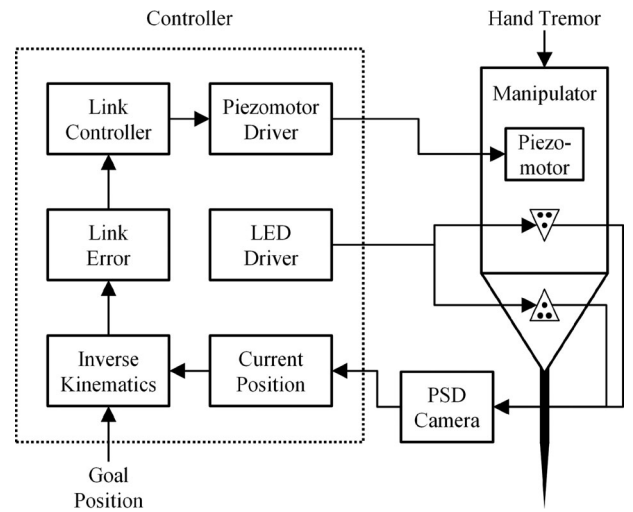 Controller
Hand Tremor
Link
Controller
Piezomotor
Driver
Manipulator
Piezo-
motor
Link
Error
LED
Driver
Inverse
Kinematics
Current
Position
PSD
Camera
Goal
Position